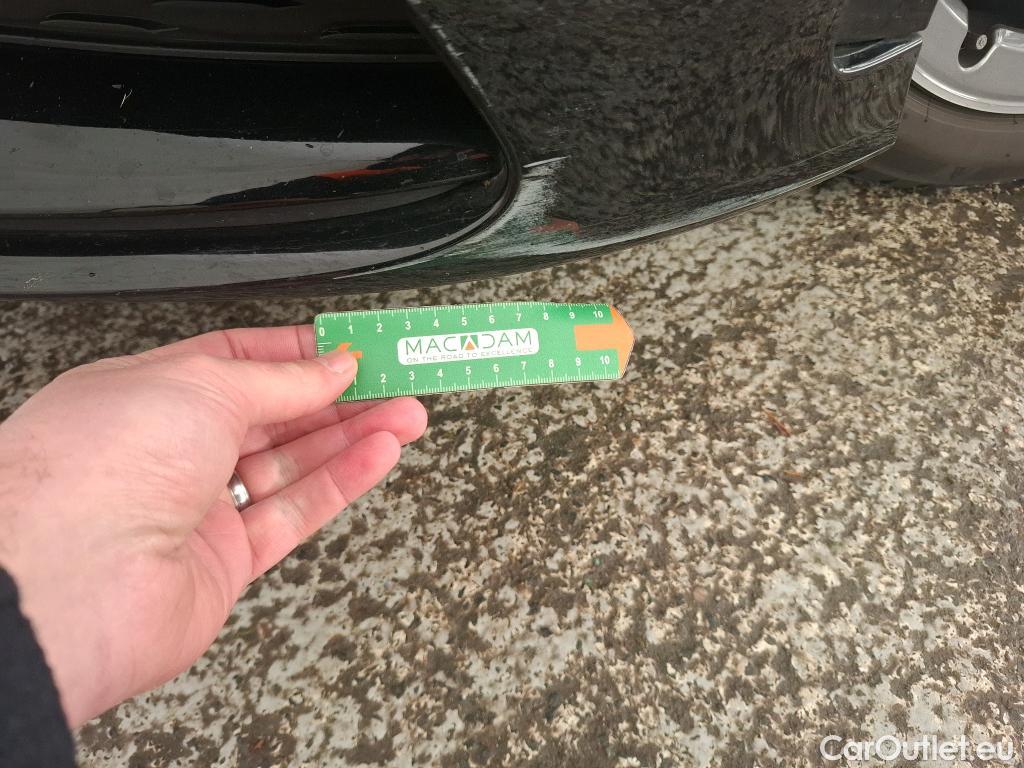 0 1 2 3 4 5 6 7 8 9 10
MACADAM
ON THE ROAD TO EXCELLENCE
1 2 3 4 5 6 7 8 9 10
CarOutlet.eu